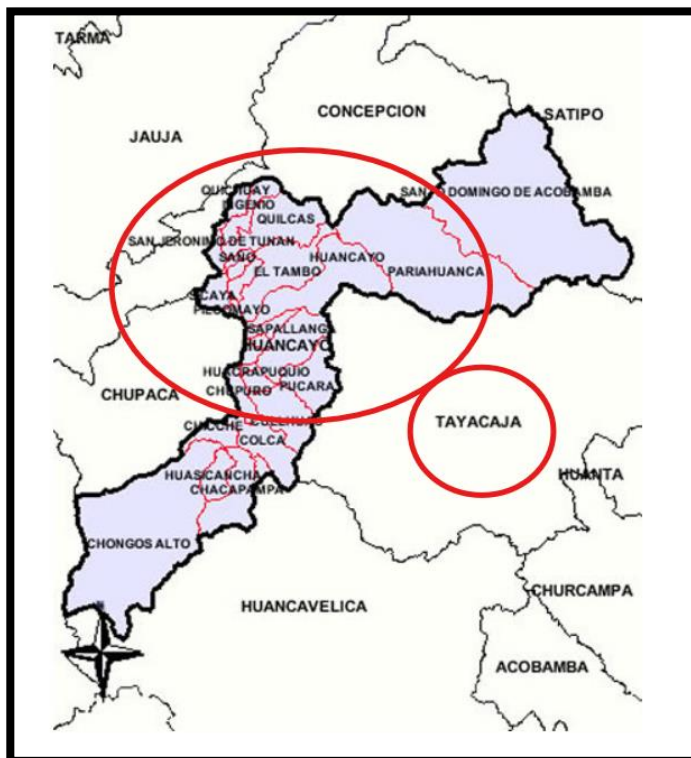 TARMA
CONCEPCION
SATIPO
JAUJA
QUICHUAY
INGENIO
SANTO DOMINGO DE ACOBAMBA
QUILCAS
SAN JERONIMO DE TUNAN
SAÑO
HUANCAYO
EL TAMBO
PARIAHUANCA
SICAYA
PILCOMAYO
SAPALLANGA
HUANCAYO
HUACRAPUQUIO
CHUPURO
PUCARA
CHUPACA
TAYACAJA
CULLHUAS
CHICCHE
COLCA
HUASICANCHA
HUANTA
CHACAPAMPA
CHONGOS ALTO
CHURCAMPA
HUANCAVELICA
ACOBAMBA